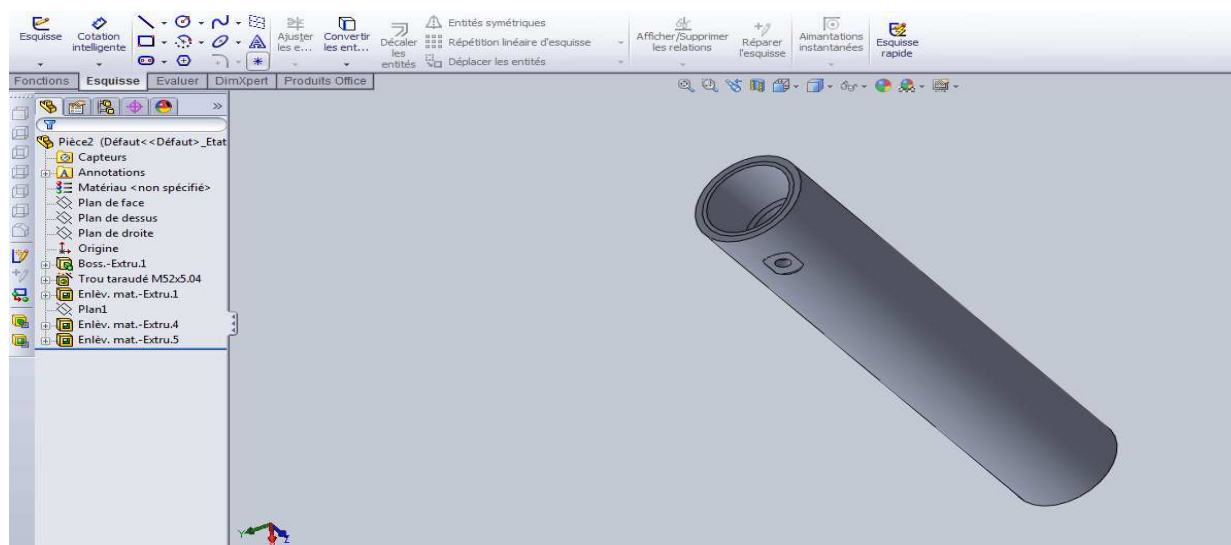 Esquisse
Cotation
intelligente
Ajuster
les e...
Convertir
les ent...
Décaler
les
entités
Entités symétriques
Répétition linéaire d'esquisse
Déplacer les entités
Afficher/Supprimer
les relations
Réparer
l'esquisse
Aimantations
instantanées
Esquisse
rapide
Fonctions Esquisse Evaluer DimXpert Produits Office
Pièce2 (Défaut<<Défaut>_Etat
Capteurs
Annotations
Matériau <non spécifié>
Plan de face
Plan de dessus
Plan de droite
Origine
Boss.-Extru.1
Trou taraudé M52x5.04
Enlèv. mat.-Extru.1
Plan1
Enlèv. mat.-Extru.4
Enlèv. mat.-Extru.5
Y
Z